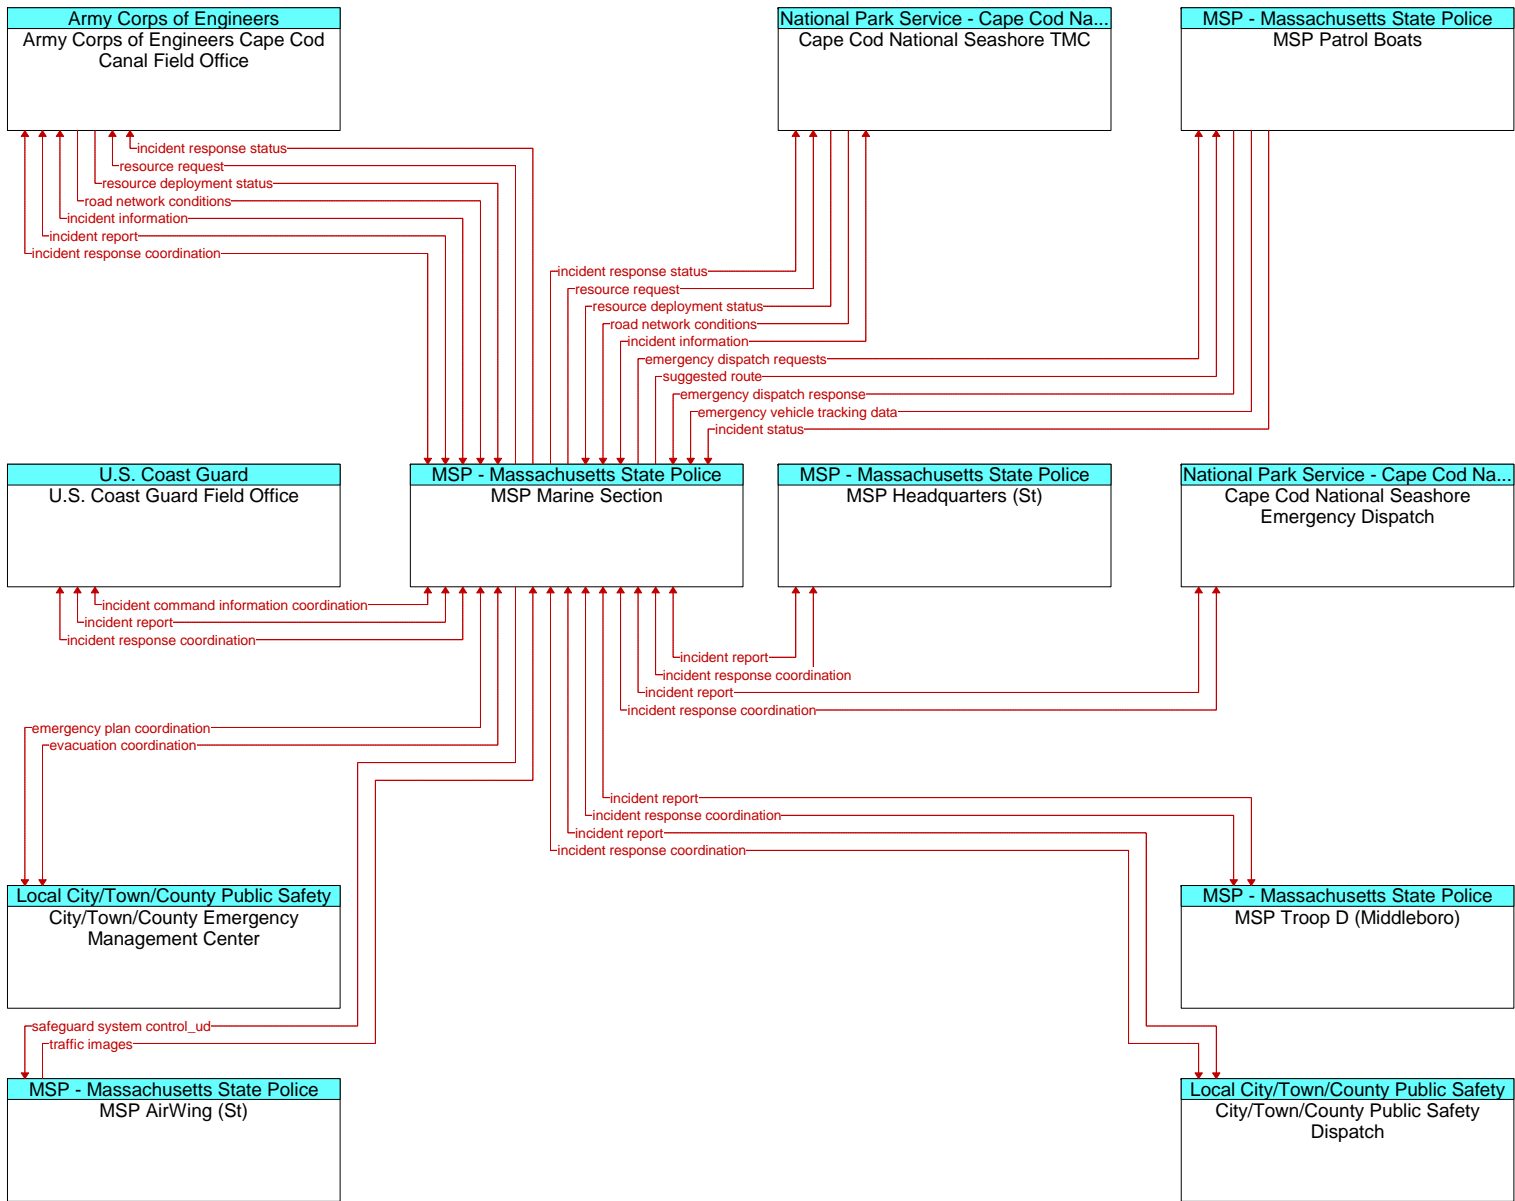 Army Corps of Engineers
Army Corps of Engineers Cape Cod
Canal Field Office
National Park Service - Cape Cod Na...
Cape Cod National Seashore TMC
MSP - Massachusetts State Police
MSP Patrol Boats
incident response status
resource request
resource deployment status
road network conditions
incident information
incident report
incident response coordination
incident response status
resource request
resource deployment status
road network conditions
incident information
emergency dispatch requests
suggested route
emergency dispatch response
emergency vehicle tracking data
incident status
U.S. Coast Guard
U.S. Coast Guard Field Office
MSP - Massachusetts State Police
MSP Marine Section
MSP - Massachusetts State Police
MSP Headquarters (St)
National Park Service - Cape Cod Na...
Cape Cod National Seashore
Emergency Dispatch
incident command information coordination
incident report
incident response coordination
incident report
incident response coordination
incident report
incident response coordination
emergency plan coordination
evacuation coordination
incident report
incident response coordination
incident report
incident response coordination
Local City/Town/County Public Safety
City/Town/County Emergency
Management Center
MSP - Massachusetts State Police
MSP Troop D (Middleboro)
safeguard system control_ud
traffic images
MSP - Massachusetts State Police
MSP AirWing (St)
Local City/Town/County Public Safety
City/Town/County Public Safety
Dispatch